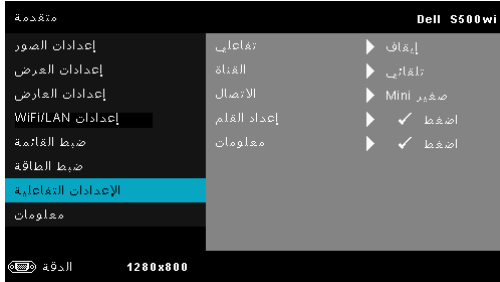 متقدمة
Dell S500wi
إعدادات الصور
إعدادات العرض
إعدادات العارض
إعدادات WiFi/LAN
ضبط القائمة
ضبط الطاقة
الإعدادات التفاعلية
معلومات
تفاعلي إيقاف
القناة تلقائي
الاتصال صغير Mini
إعداد القلم اضغط
معلومات اضغط
الدقة 1280x800